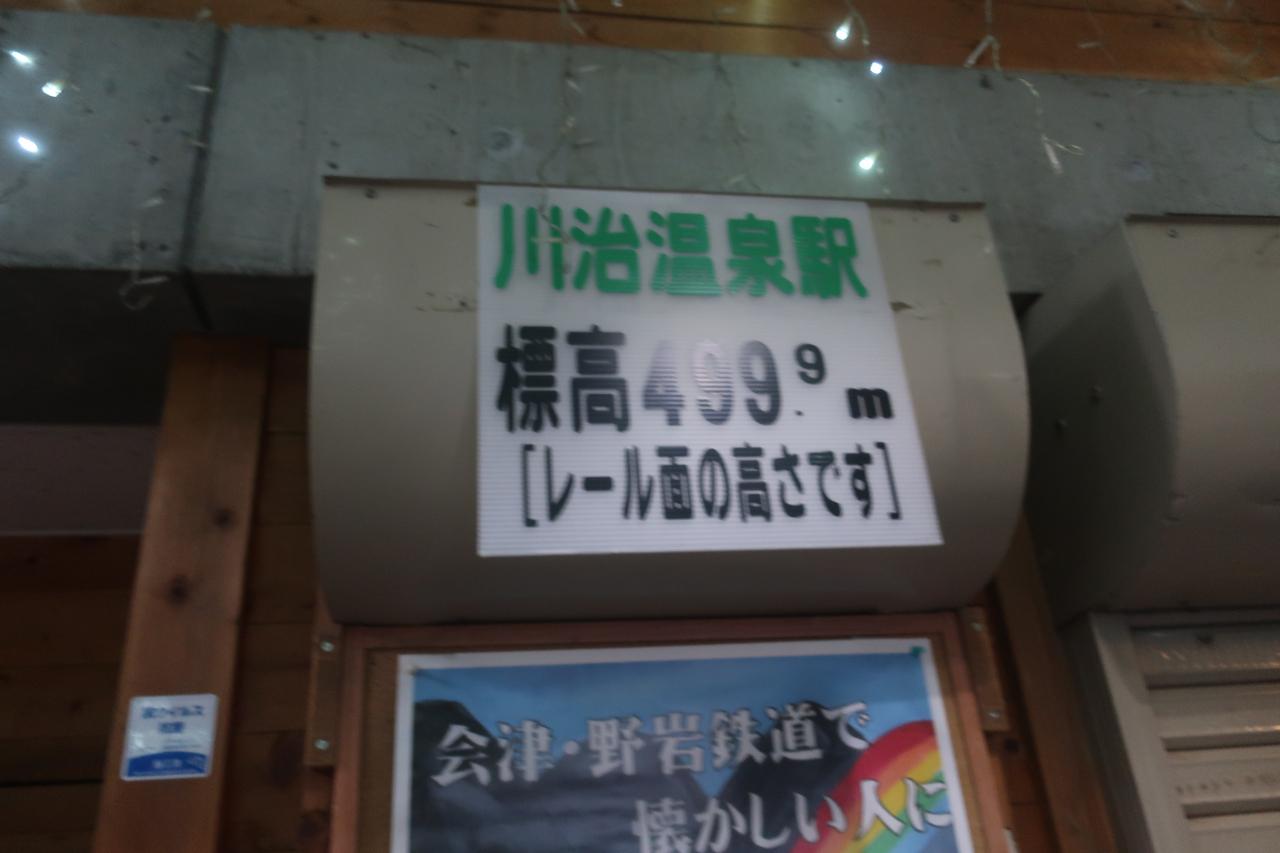 川治温泉駅
標高499.9m
[レール面の高さです]
会津・野岩鉄道で
懐かしい人に